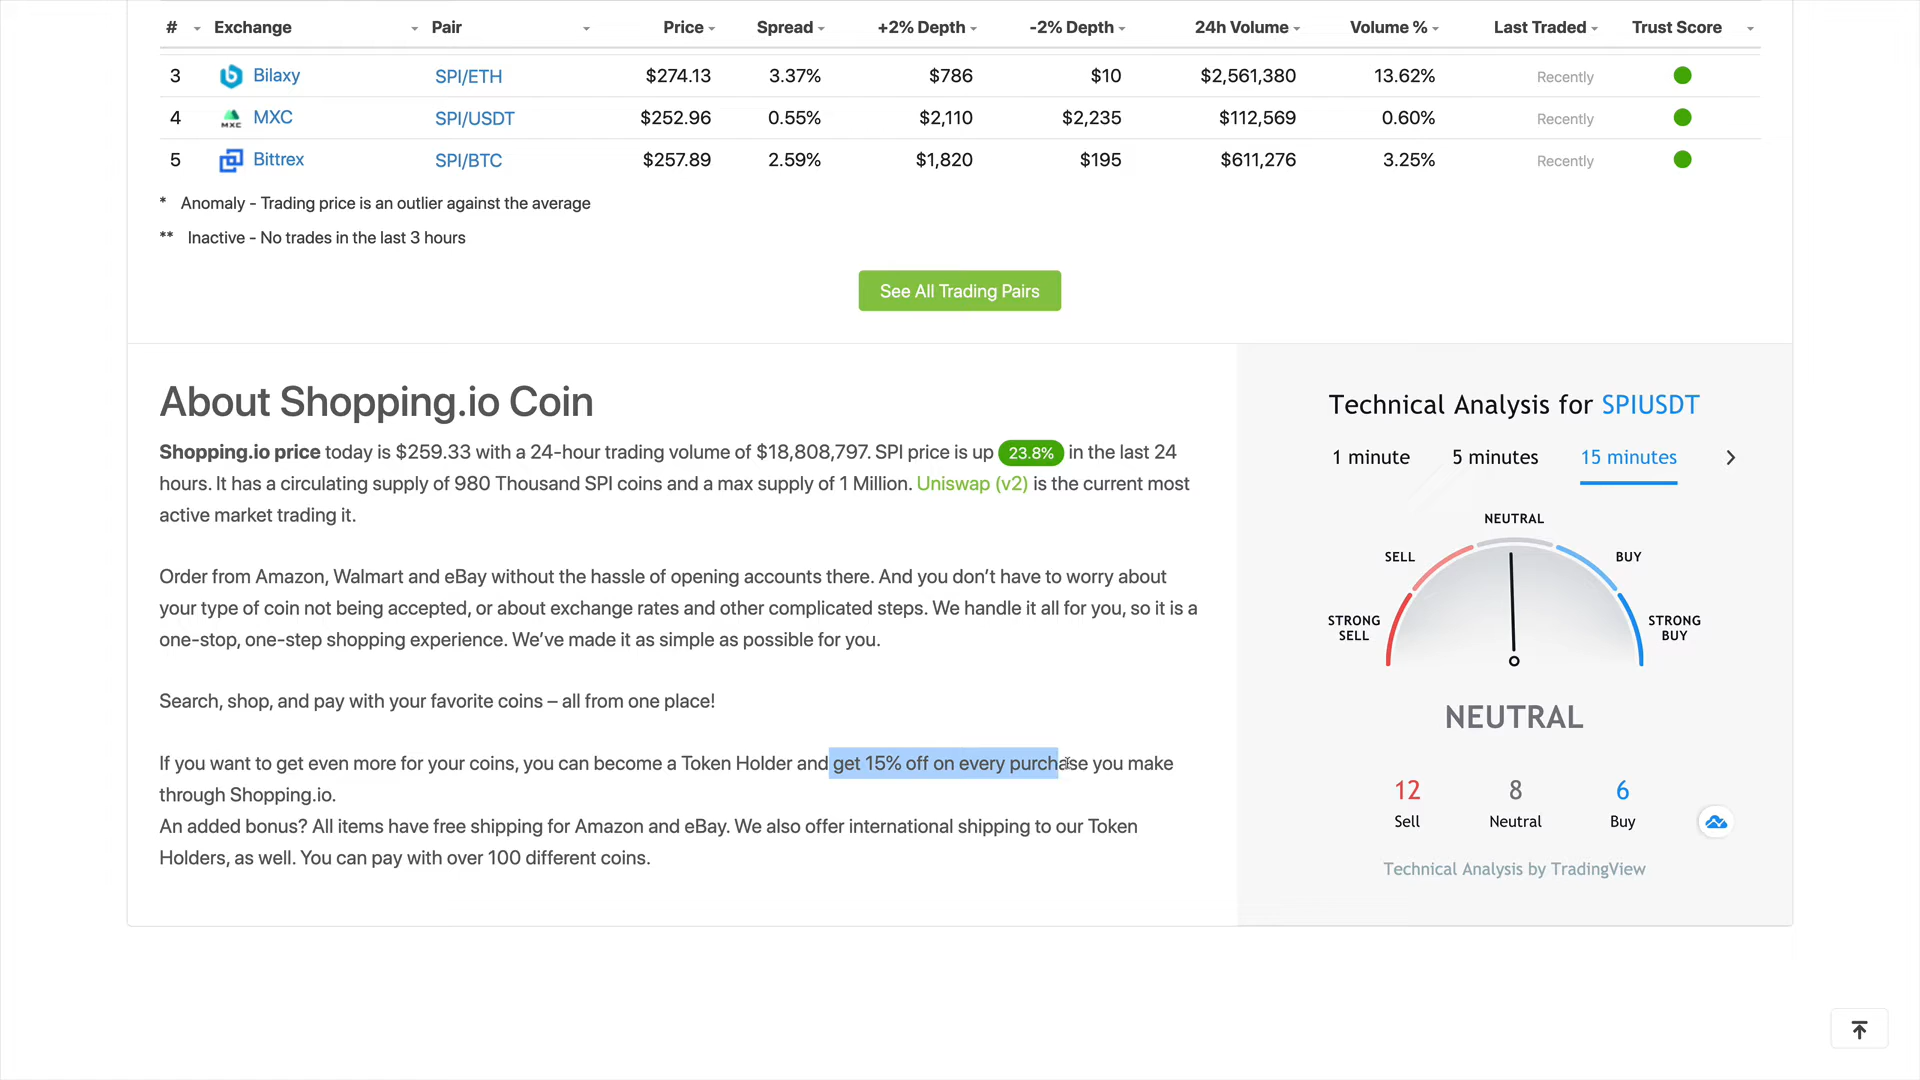 # Exchange Pair Price Spread +2% Depth -2% Depth 24h Volume Volume % Last Traded Trust Score
3 Bilaxy SPI/ETH $274.13 3.37% $786 $10 $2,561,380 13.62% Recently
4 MXC MXC SPI/USDT $252.96 0.55% $2,110 $2,235 $112,569 0.60% Recently
5 Bittrex SPI/BTC $257.89 2.59% $1,820 $195 $611,276 3.25% Recently
* Anomaly - Trading price is an outlier against the average
** Inactive - No trades in the last 3 hours
See All Trading Pairs
About Shopping.io Coin
Shopping.io price today is $259.33 with a 24-hour trading volume of $18,808,797. SPI price is up 23.8% in the last 24
hours. It has a circulating supply of 980 Thousand SPI coins and a max supply of 1 Million. Uniswap (v2) is the current most
active market trading it.
Order from Amazon, Walmart and eBay without the hassle of opening accounts there. And you don’t have to worry about
your type of coin not being accepted, or about exchange rates and other complicated steps. We handle it all for you, so it is a
one-stop, one-step shopping experience. We’ve made it as simple as possible for you.
Search, shop, and pay with your favorite coins – all from one place!
If you want to get even more for your coins, you can become a Token Holder and get 15% off on every purchase you make
through Shopping.io.
An added bonus? All items have free shipping for Amazon and eBay. We also offer international shipping to our Token
Holders, as well. You can pay with over 100 different coins.
Technical Analysis for SPIUSDT
1 minute 5 minutes 15 minutes
NEUTRAL
SELL BUY
STRONG SELL STRONG BUY
NEUTRAL
12 8 6
Sell Neutral Buy
Technical Analysis by TradingView